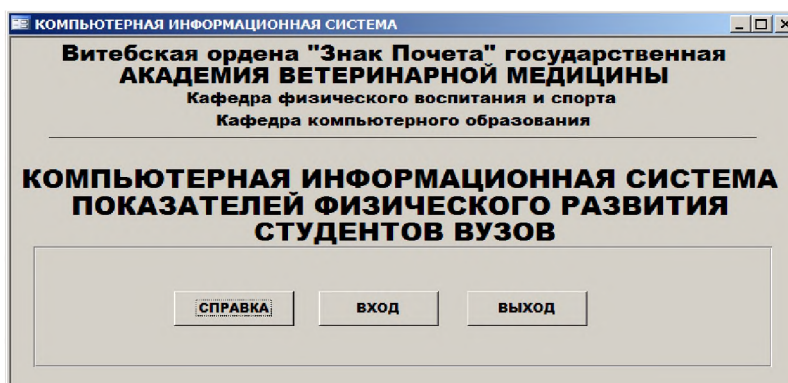 КОМПЬЮТЕРНАЯ ИНФОРМАЦИОННАЯ СИСТЕМА
Витебская ордена "Знак Почета" государственная
АКАДЕМИЯ ВЕТЕРИНАРНОЙ МЕДИЦИНЫ
Кафедра физического воспитания и спорта
Кафедра компьютерного образования
КОМПЬЮТЕРНАЯ ИНФОРМАЦИОННАЯ СИСТЕМА
ПОКАЗАТЕЛЕЙ ФИЗИЧЕСКОГО РАЗВИТИЯ
СТУДЕНТОВ ВУЗОВ
СПРАВКА ВХОД ВЫХОД